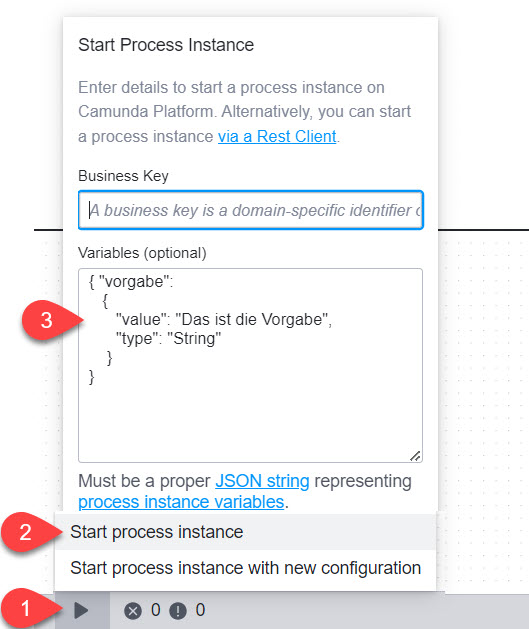 Start Process Instance
Enter details to start a process instance on
Camunda Platform. Alternatively, you can start
a process instance via a Rest Client.
Business Key
A business key is a domain-specific identifier
Variables (optional)
{ "vorgabe":
{
"value": "Das ist die Vorgabe",
"type": "String"
}
}
3
Must be a proper JSON string representing
process instance variables.
2
Start process instance
Start process instance with new configuration
1
0
0